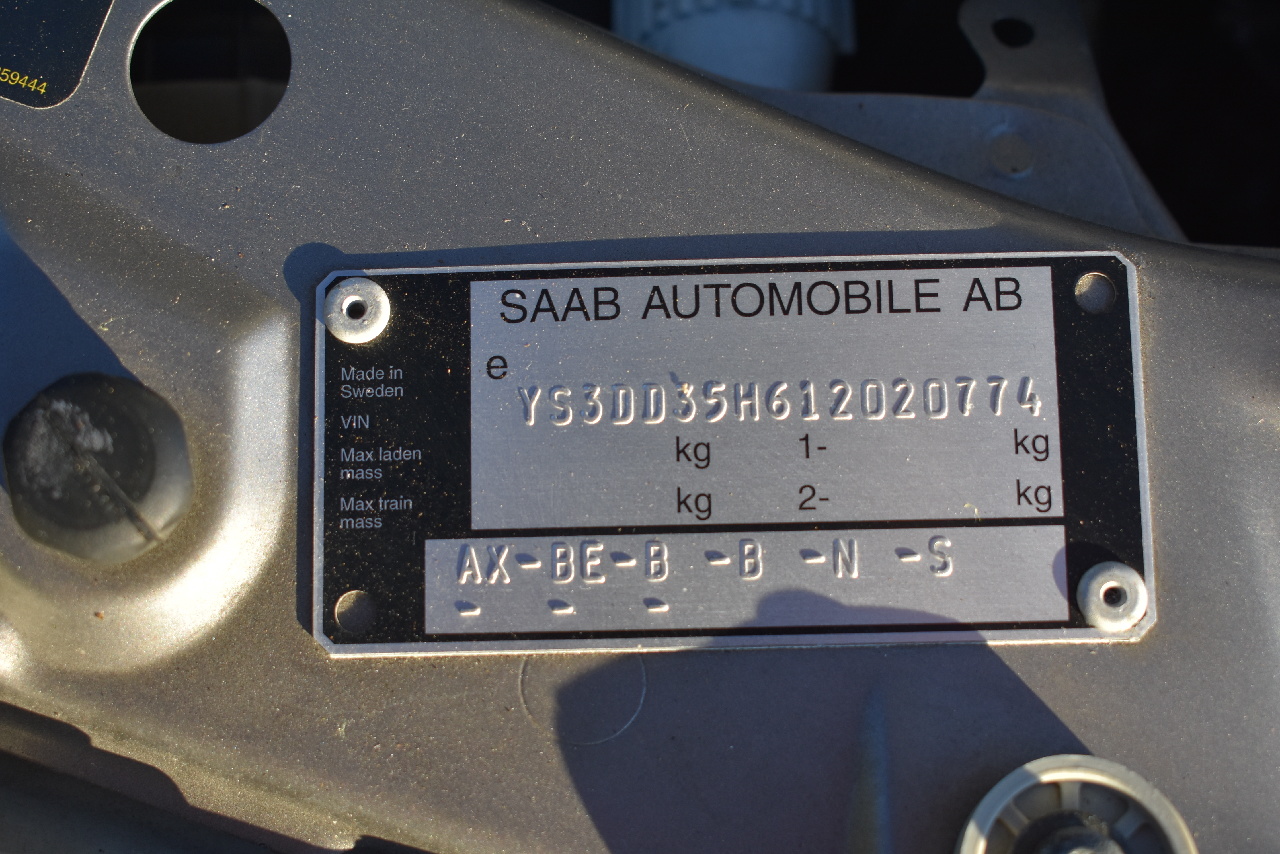 59444
SAAB AUTOMOBILE AB
e
Made in
Sweden
VIN YS3DD35H612020774
Max laden
mass
kg 1- kg
Max train
mass
kg 2- kg
AX-BE-B -B -N -S
- - -